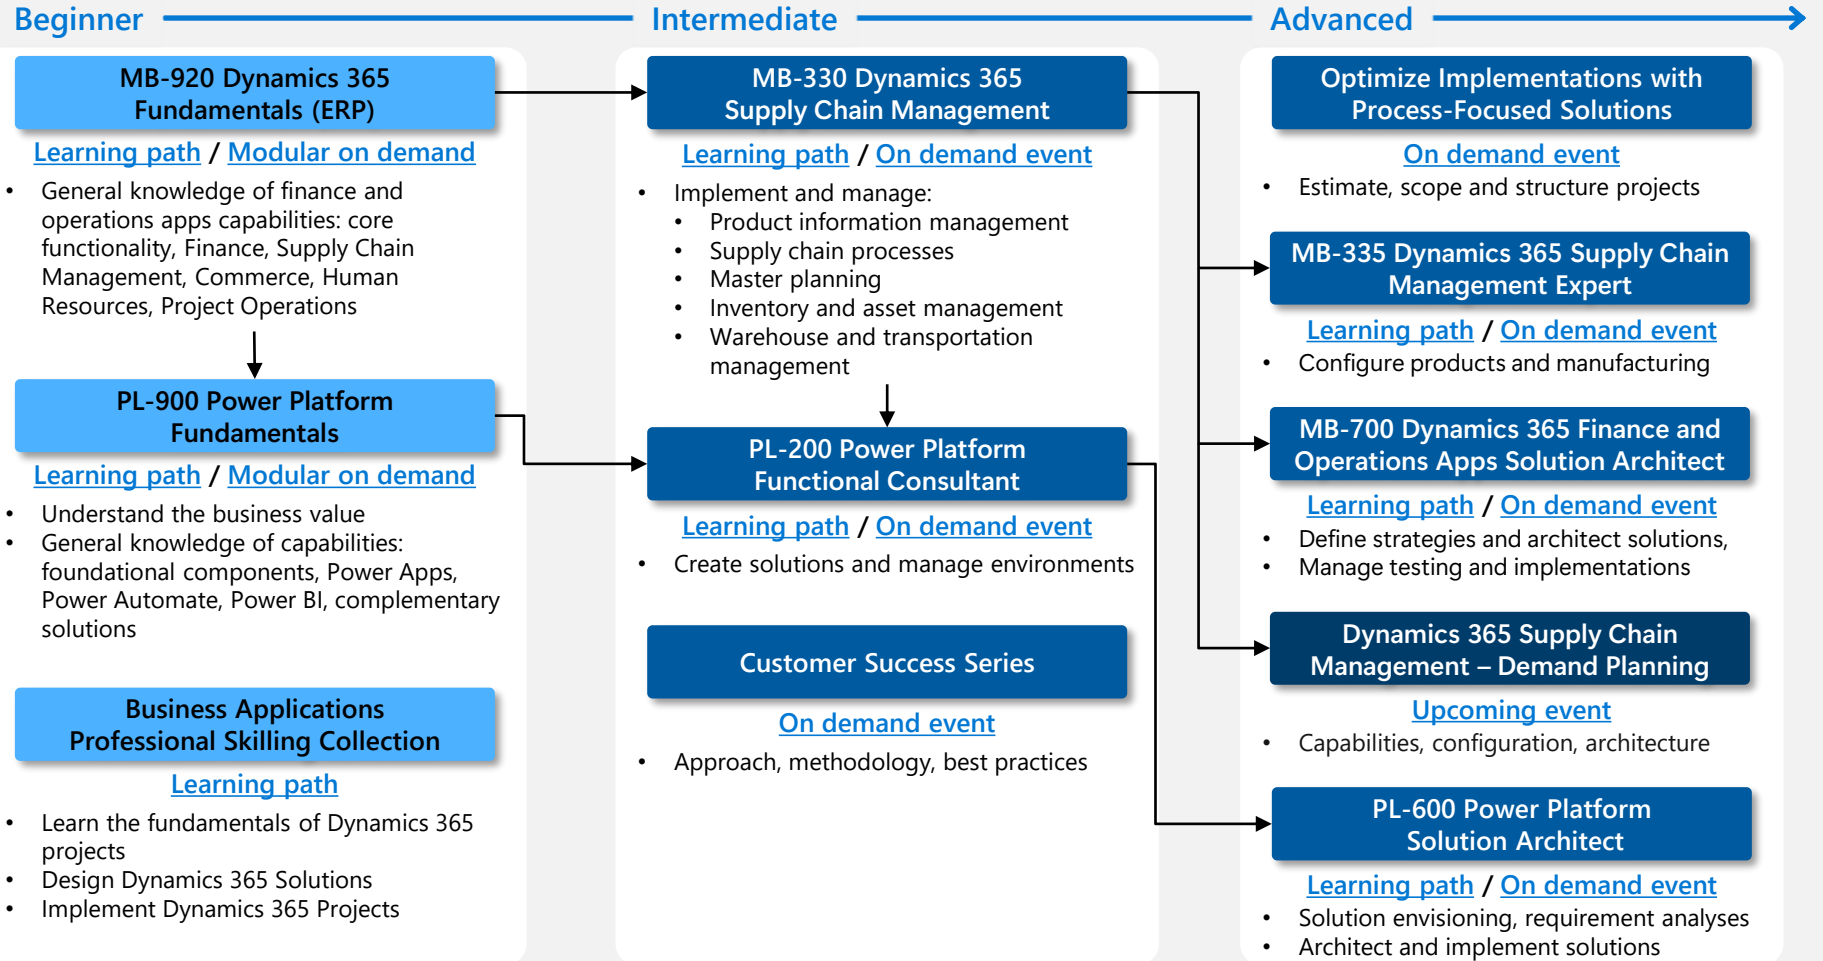 Beginner
Intermediate
Advanced
MB-920 Dynamics 365
Fundamentals (ERP)
Learning path / Modular on demand
• General knowledge of finance and
operations apps capabilities: core
functionality, Finance, Supply Chain
Management, Commerce, Human
Resources, Project Operations
PL-900 Power Platform
Fundamentals
Learning path / Modular on demand
• Understand the business value
• General knowledge of capabilities:
foundational components, Power Apps,
Power Automate, Power BI, complementary
solutions
Business Applications
Professional Skilling Collection
Learning path
• Learn the fundamentals of Dynamics 365
projects
• Design Dynamics 365 Solutions
• Implement Dynamics 365 Projects
MB-330 Dynamics 365
Supply Chain Management
Learning path / On demand event
• Implement and manage:
• Product information management
• Supply chain processes
• Master planning
• Inventory and asset management
• Warehouse and transportation
management
PL-200 Power Platform
Functional Consultant
Learning path / On demand event
• Create solutions and manage environments
Customer Success Series
On demand event
• Approach, methodology, best practices
Optimize Implementations with
Process-Focused Solutions
On demand event
• Estimate, scope and structure projects
MB-335 Dynamics 365 Supply Chain
Management Expert
Learning path / On demand event
• Configure products and manufacturing
MB-700 Dynamics 365 Finance and
Operations Apps Solution Architect
Learning path / On demand event
• Define strategies and architect solutions,
• Manage testing and implementations
Dynamics 365 Supply Chain
Management – Demand Planning
Upcoming event
• Capabilities, configuration, architecture
PL-600 Power Platform
Solution Architect
Learning path / On demand event
• Solution envisioning, requirement analyses
• Architect and implement solutions